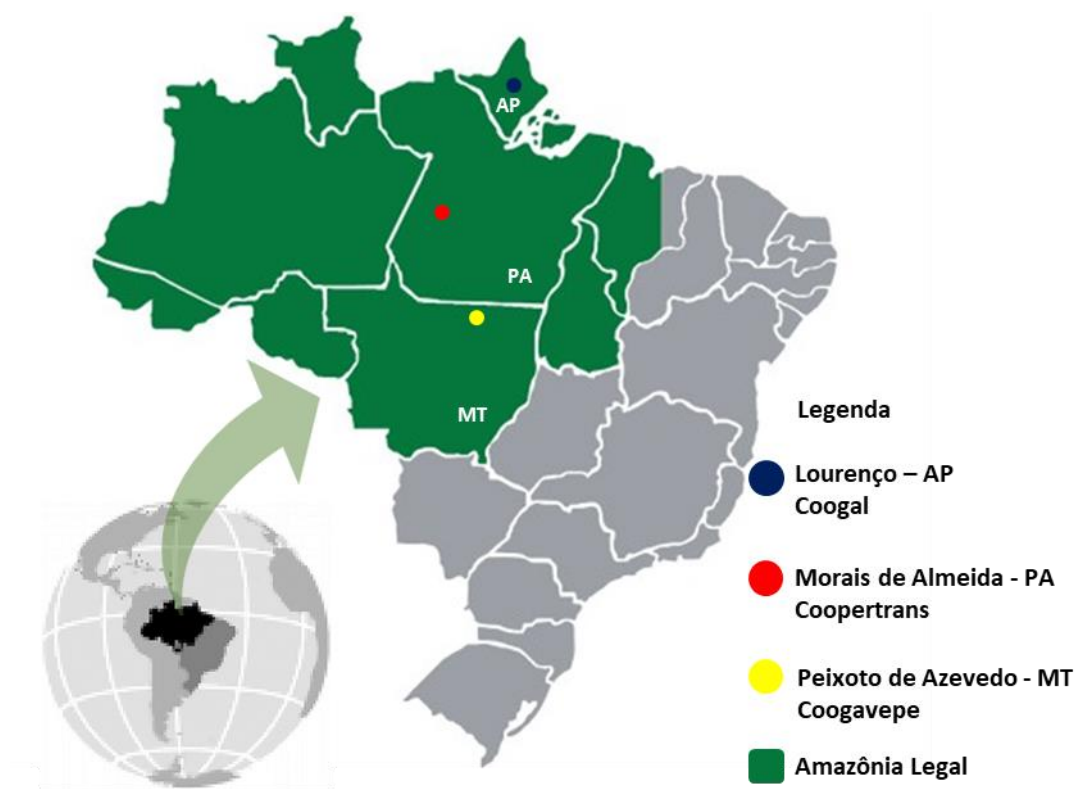 AP
PA
MT
Legenda
Lourenço – AP
Coogal
Morais de Almeida - PA
Coopertrans
Peixoto de Azevedo - MT
Coogavepe
Amazônia Legal